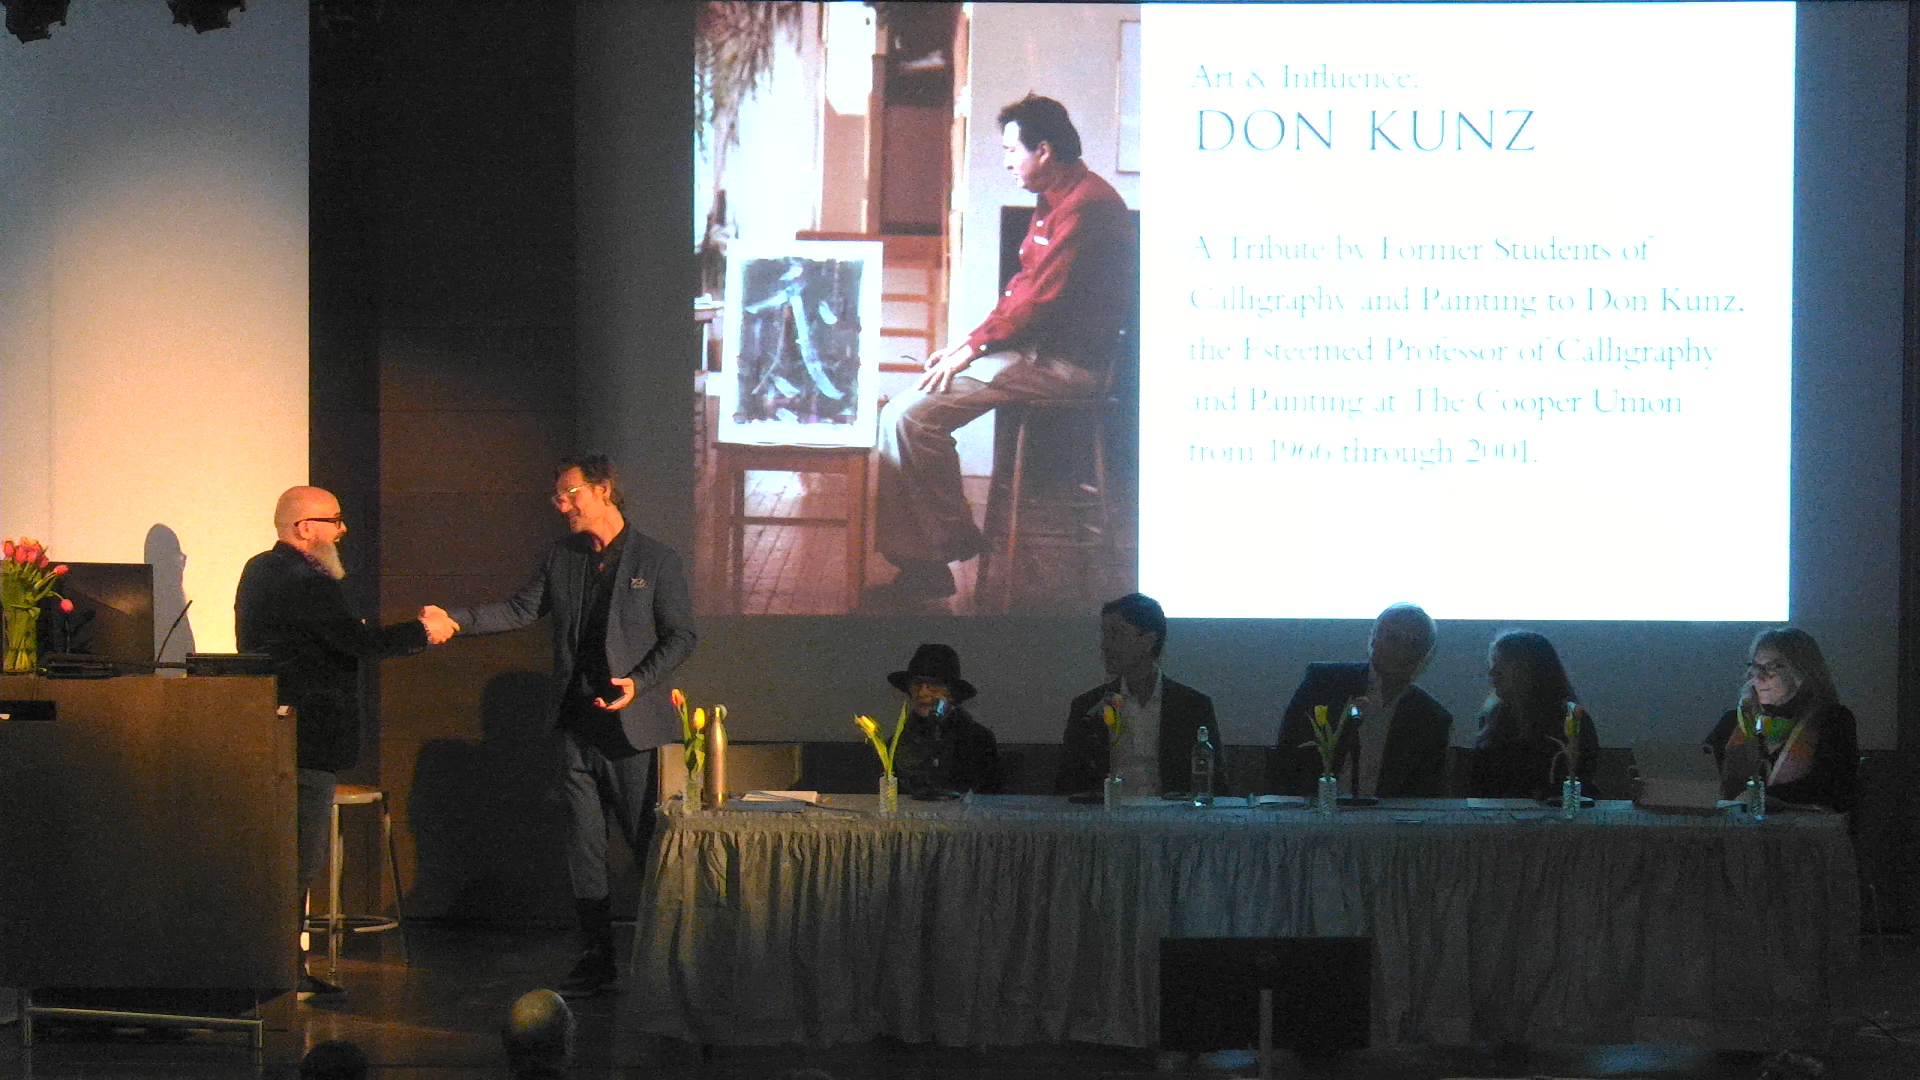 Art & Influence:
DON KUNZ
A Tribute by Former Students of
Calligraphy and Painting to Don Kunz,
the Esteemed Professor of Calligraphy
and Painting at The Cooper Union
from 1966 through 2001.